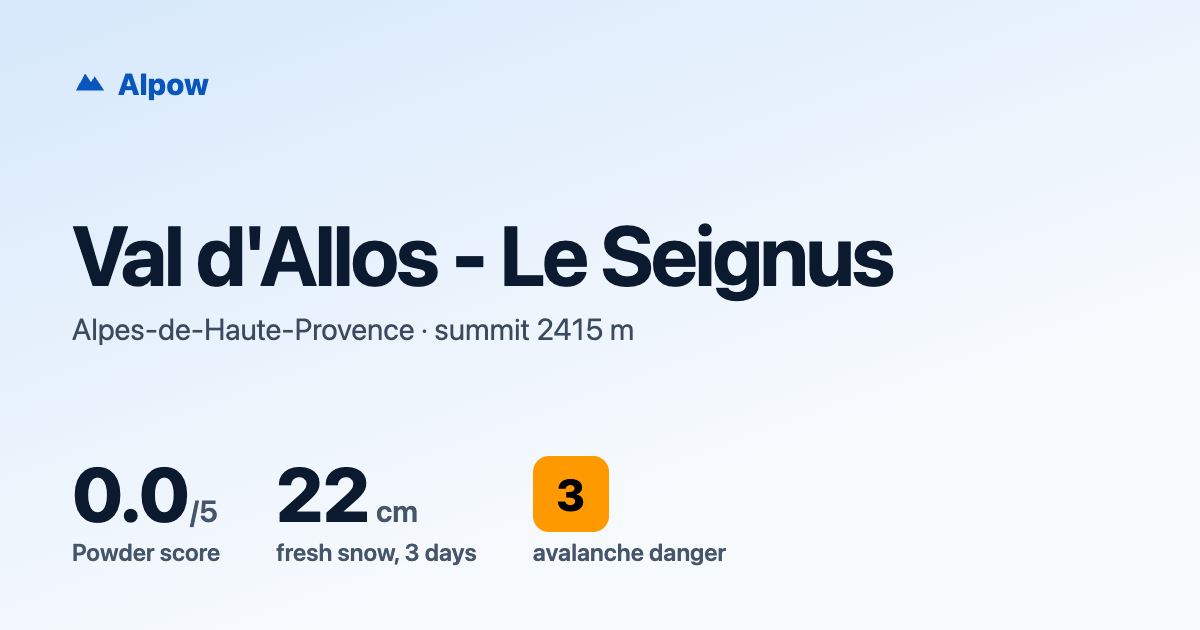 Alpow
Val d'Allos - Le Seignus
Alpes-de-Haute-Provence · summit 2415 m
0.0/5 22 cm 3
Powder score fresh snow, 3 days avalanche danger